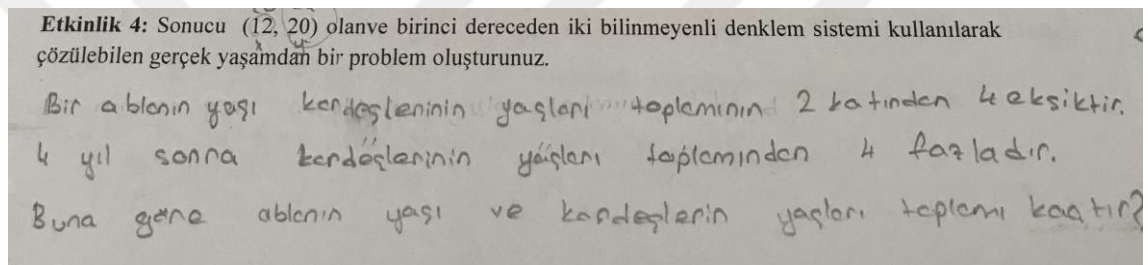 Etkinlik 4: Sonucu (12, 20) olanve birinci dereceden iki bilinmeyenli denklem sistemi kullanılarak
x y
çözülebilen gerçek yaşamdan bir problem oluşturunuz.
Bir ablanın yaşı kardeşlerinin yaşları toplamının 2 katından 4 eksiktir.
4 yıl sonra kardeşlerinin yaşları toplamından 4 fazladır.
Buna göre ablanın yaşı ve kardeşlerin yaşları toplamı kaçtır?